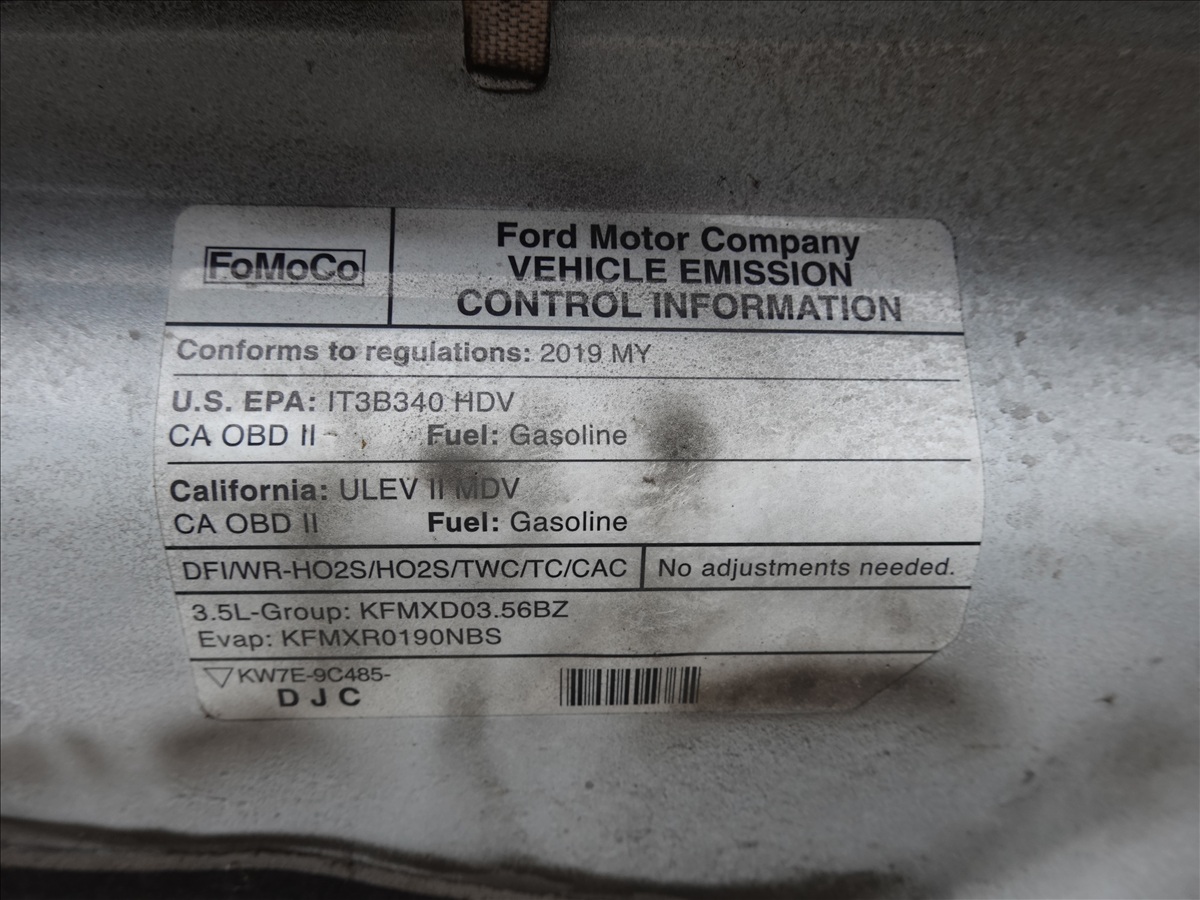 FoMoCo
Ford Motor Company
VEHICLE EMISSION
CONTROL INFORMATION
Conforms to regulations: 2019 MY
U.S. EPA: IT3B340 HDV
CA OBD II Fuel: Gasoline
California: ULEV II MDV
CA OBD II Fuel: Gasoline
DFI/WR-HO2S/HO2S/TWC/TC/CAC No adjustments needed.
3.5L-Group: KFMXD03.56BZ
Evap: KFMXR0190NBS
KW7E-9C485-
D J C